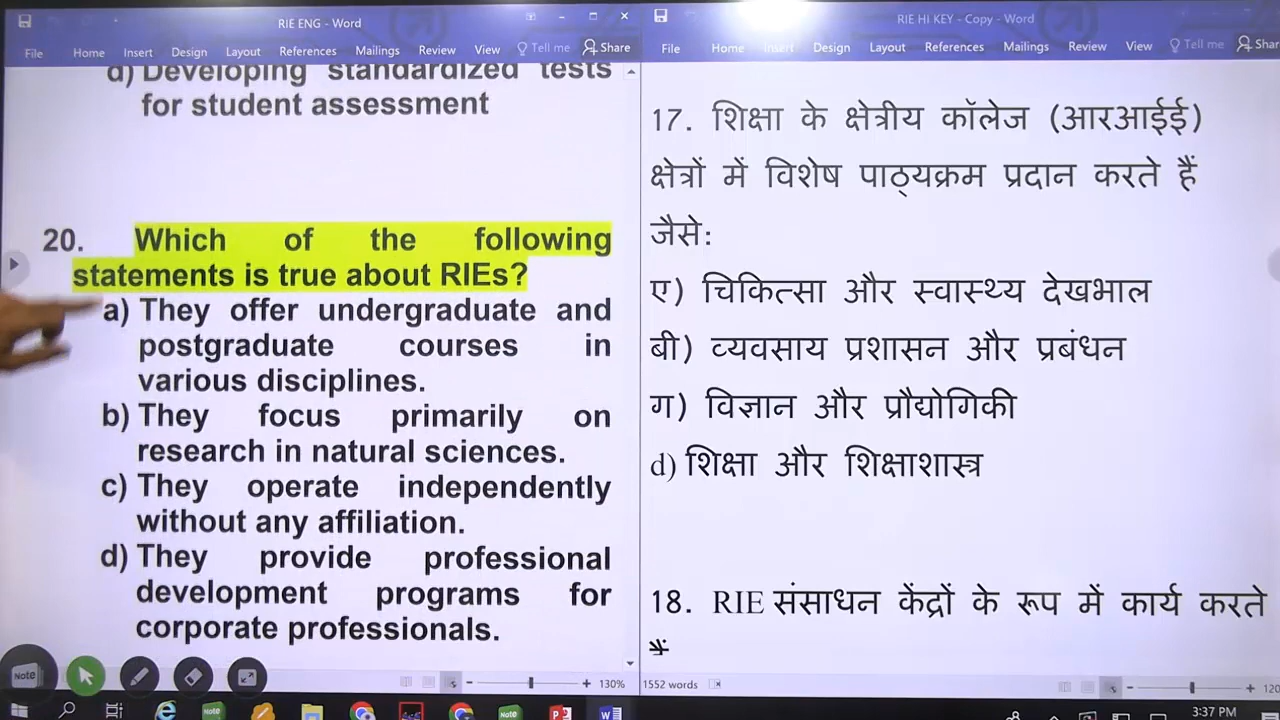 RIE ENG - Word
File Home Insert Design Layout References Mailings Review View Tell me Share
d) Developing standardized tests
for student assessment
20. Which of the following
statements is true about RIEs?
a) They offer undergraduate and
postgraduate courses in
various disciplines.
b) They focus primarily on
research in natural sciences.
c) They operate independently
without any affiliation.
d) They provide professional
development programs for
corporate professionals.
130%
RIE HI KEY - Copy - Word
File Home Insert Design Layout References Mailings Review View Tell me Shar
17. शिक्षा के क्षेत्रीय कॉलेज (आरआईई)
क्षेत्रों में विशेष पाठ्यक्रम प्रदान करते हैं
जैसे:
ए) चिकित्सा और स्वास्थ्य देखभाल
बी) व्यवसाय प्रशासन और प्रबंधन
ग) विज्ञान और प्रौद्योगिकी
d) शिक्षा और शिक्षाशास्त्र
18. RIE संसाधन केंद्रों के रूप में कार्य करते
1552 words 120
Note
Note Note
3:37 PM